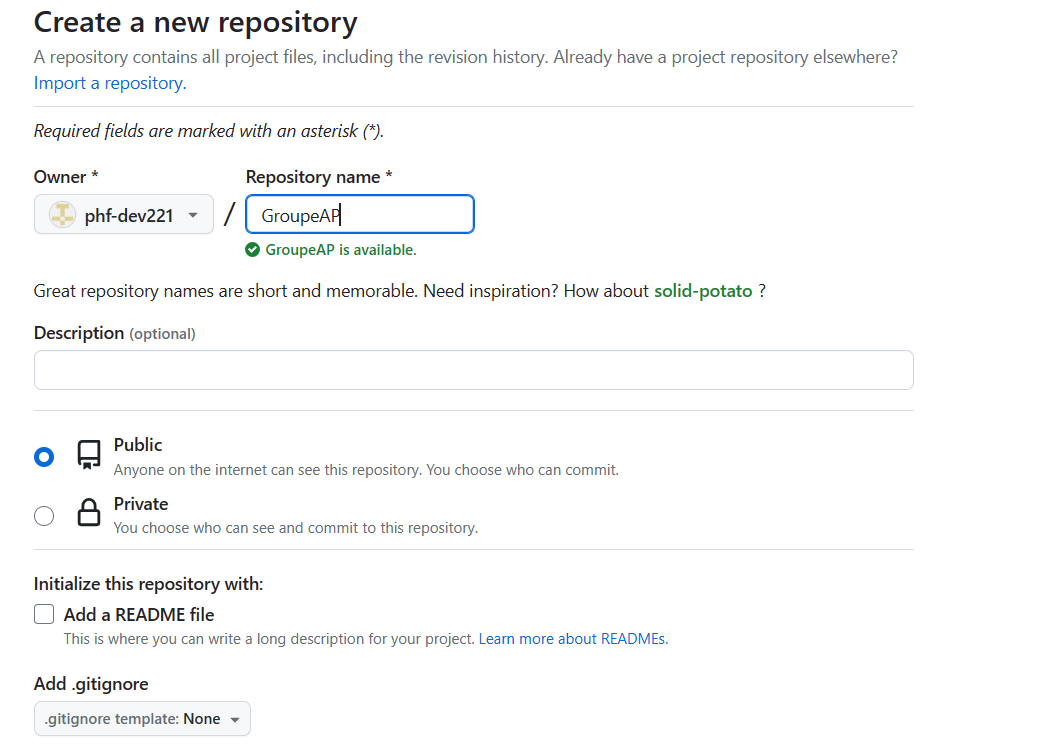 Create a new repository
A repository contains all project files, including the revision history. Already have a project repository elsewhere?
Import a repository.
Required fields are marked with an asterisk (*).
Owner *
Repository name *
phf-dev221
/
GroupeAP
GroupeAP is available.
Great repository names are short and memorable. Need inspiration? How about solid-potato ?
Description (optional)
Public
Anyone on the internet can see this repository. You choose who can commit.
Private
You choose who can see and commit to this repository.
Initialize this repository with:
Add a README file
This is where you can write a long description for your project. Learn more about READMEs.
Add .gitignore
.gitignore template: None